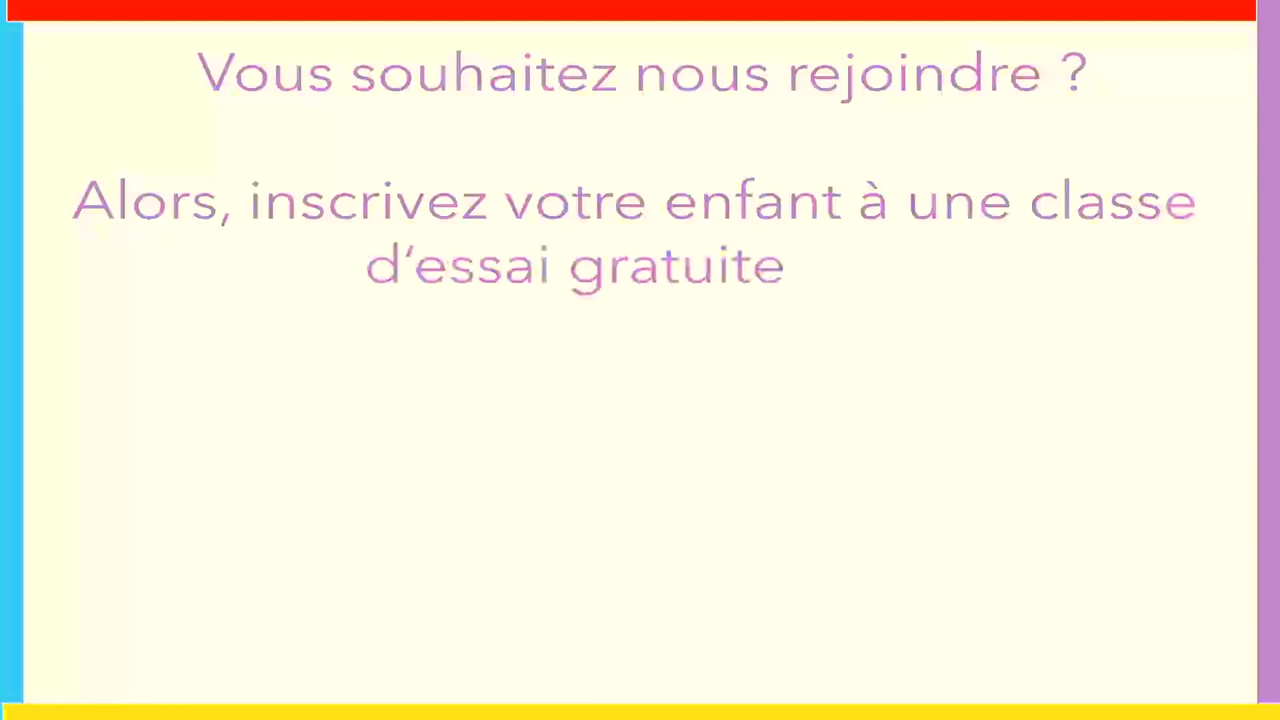 Vous souhaitez nous rejoindre ?
Alors, inscrivez votre enfant à une classe
d'essai gratuite